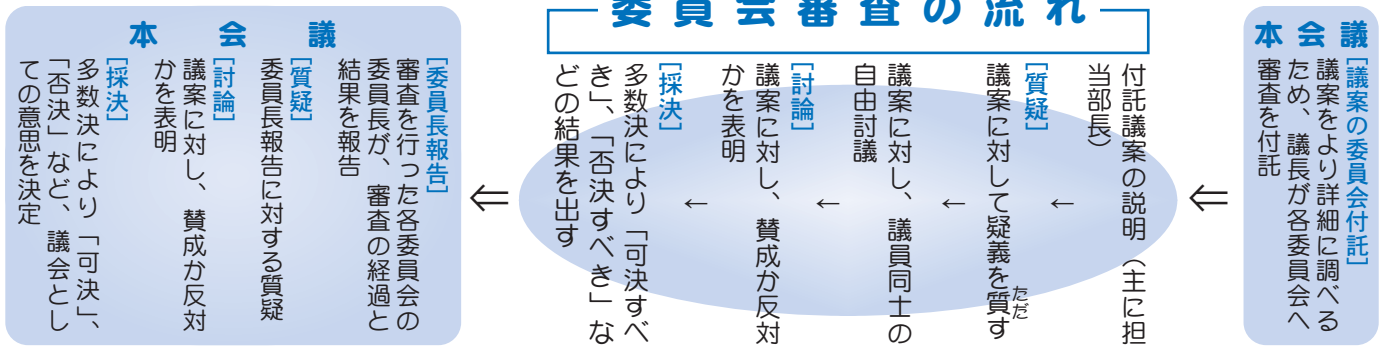 委員会審査の流れ
本会議
[議案の委員会付託]
議案をより詳細に調べる
ため、議長が各委員会へ
審査を付託
⇐
付託議案の説明（主に担
当部長）
←
[質疑]
議案に対して疑義を質す
ただ
←
議案に対し、議員同士の
自由討議
←
[討論]
議案に対し、賛成か反対
かを表明
←
[採決]
多数決により「可決すべ
き」、「否決すべき」な
どの結果を出す
⇐
本会議
[委員長報告]
審査を行った各委員会の
委員長が、審査の経過と
結果を報告
[質疑]
委員長報告に対する質疑
[討論]
議案に対し、賛成か反対
かを表明
[採決]
多数決により「可決」、
「否決」など、議会とし
ての意思を決定